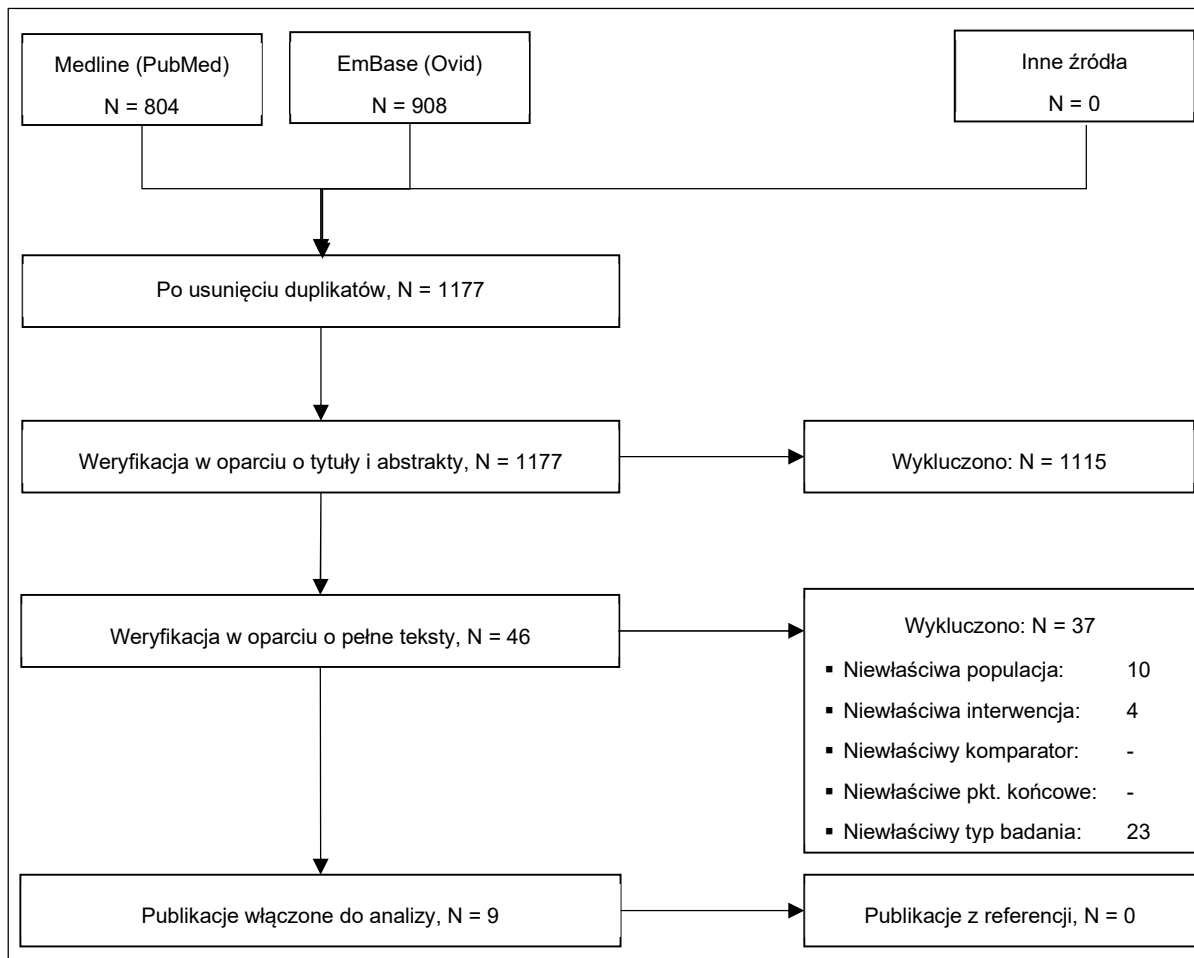 Medline (PubMed)
N = 804
EmBase (Ovid)
N = 908
Inne źródła
N = 0
Po usunięciu duplikatów, N = 1177
Weryfikacja w oparciu o tytuły i abstrakty, N = 1177
Wykluczono: N = 1115
Weryfikacja w oparciu o pełne teksty, N = 46
Wykluczono: N = 37
▪ Niewłaściwa populacja: 10
▪ Niewłaściwa interwencja: 4
▪ Niewłaściwy komparator: -
▪ Niewłaściwe pkt. końcowe: -
▪ Niewłaściwy typ badania: 23
Publikacje włączone do analizy, N = 9
Publikacje z referencji, N = 0